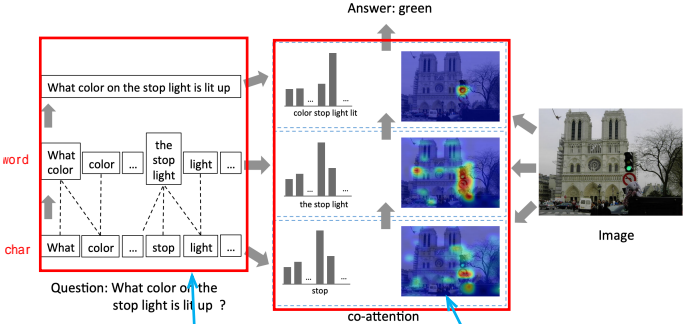 Answer: green
What color on the stop light is lit up
...
...
color stop light lit
word
What color
color
...
the stop light
light
...
...
the stop light
char
What
color
...
stop
light
...
...
...
stop
Image
Question: What color on the
stop light is lit up ?
co-attention